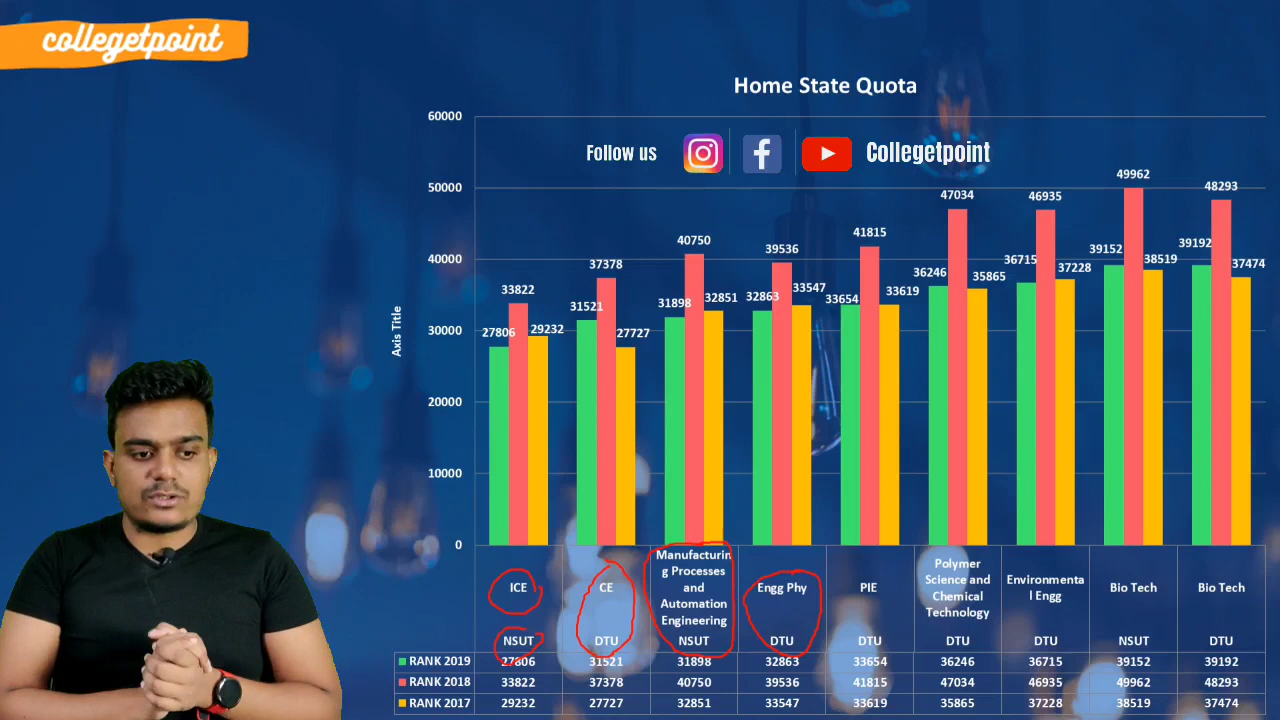 collegetpoint
Home State Quota
Follow us Collegetpoint
Axis Title
60000
50000
40000
30000
20000
10000
0
27806 33822 29232
31521 37378 27727
31898 40750 32851
32863 39536 33547
33654 41815 33619
36246 47034 35865
36715 46935 37228
39152 49962 38519
39192 48293 37474
ICE
NSUT
CE
DTU
Manufacturin
g Processes
and
Automation
Engineering
NSUT
Engg Phy
DTU
PIE
DTU
Polymer
Science and
Chemical
Technology
DTU
Environmenta
l Engg
DTU
Bio Tech
NSUT
Bio Tech
DTU
RANK 2019 27806 31521 31898 32863 33654 36246 36715 39152 39192
RANK 2018 33822 37378 40750 39536 41815 47034 46935 49962 48293
RANK 2017 29232 27727 32851 33547 33619 35865 37228 38519 37474